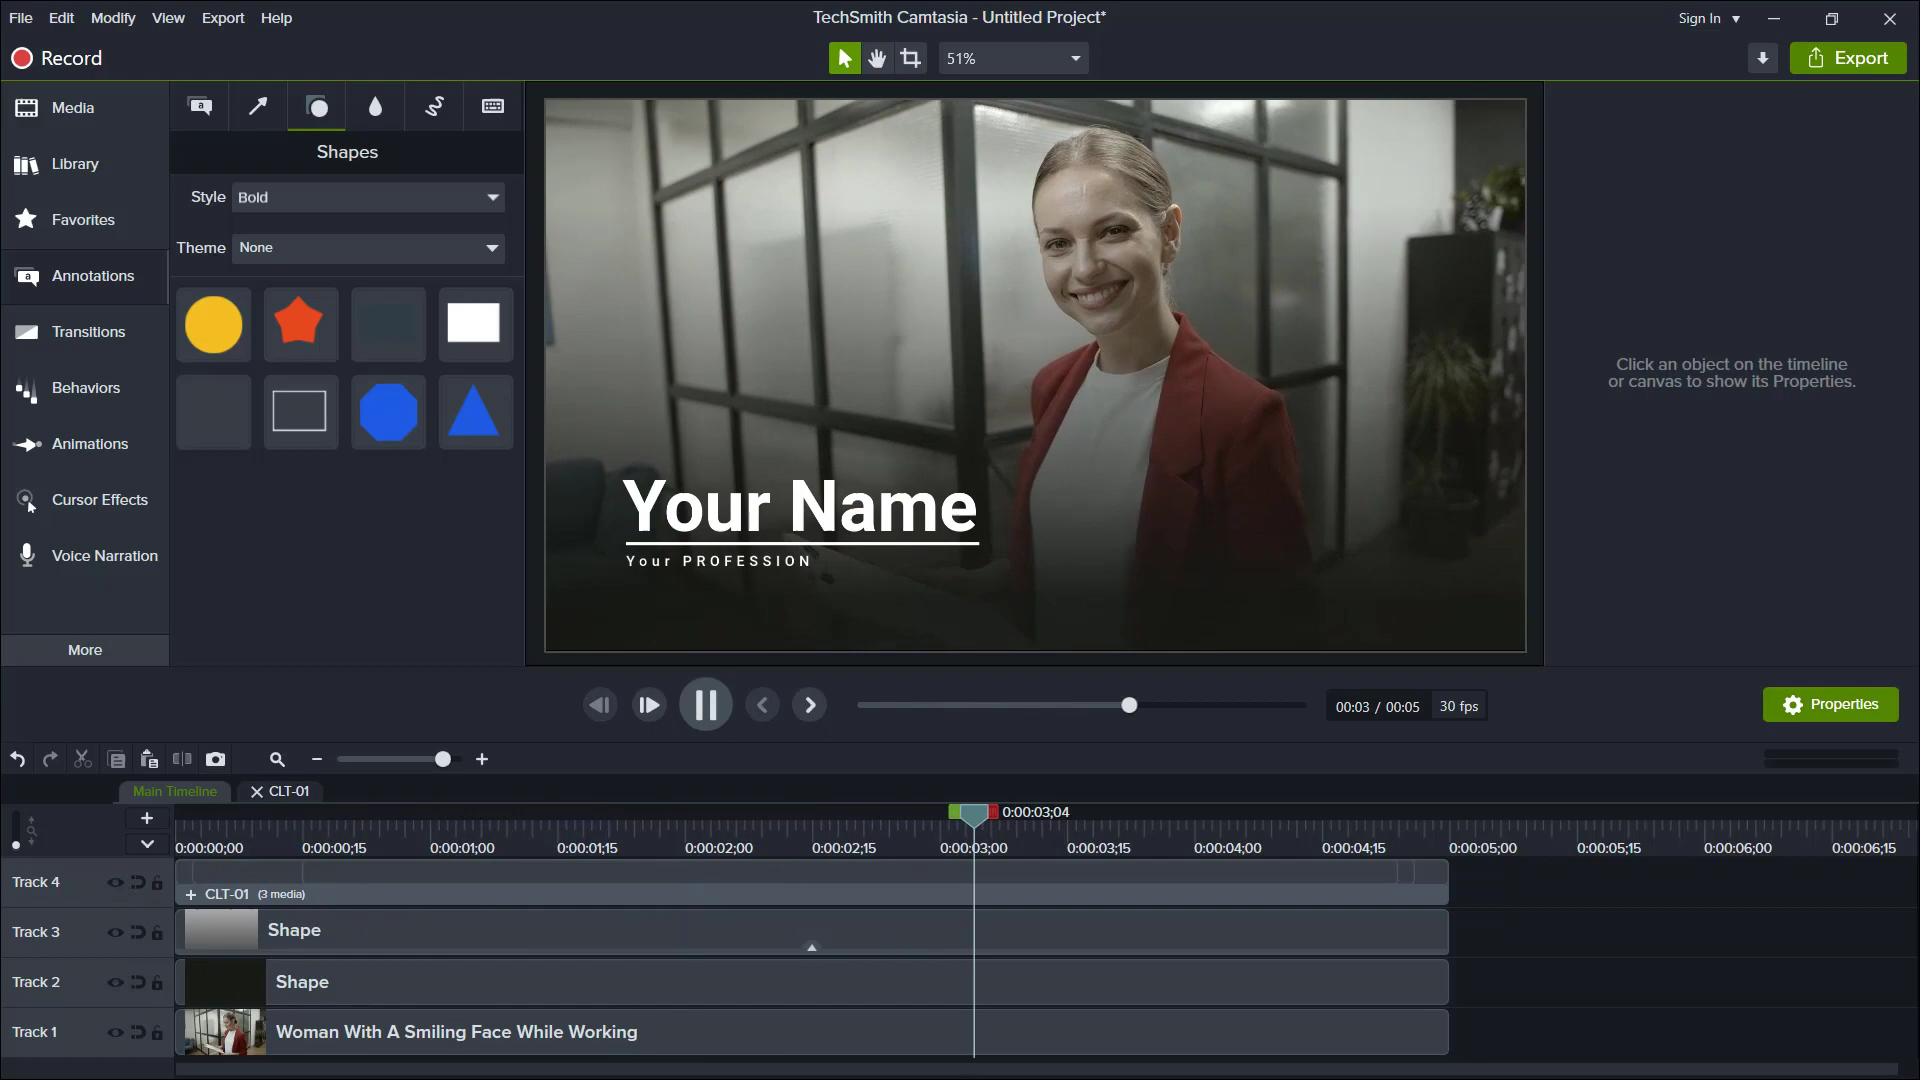 File Edit Modify View Export Help
TechSmith Camtasia - Untitled Project*
Sign In
Record
51%
Export
Media
Library
Favorites
Annotations
Transitions
Behaviors
Animations
Cursor Effects
Voice Narration
More
Shapes
Style Bold
Theme None
Your Name
Your PROFESSION
Click an object on the timeline
or canvas to show its Properties.
00:03 / 00:05 30 fps
Properties
Main Timeline CLT-01
0:00:03;04
0:00:00;00 0:00:00;15 0:00:01;00 0:00:01;15 0:00:02;00 0:00:02;15 0:00:03;00 0:00:03;15 0:00:04;00 0:00:04;15 0:00:05;00 0:00:05;15 0:00:06;00 0:00:06;15
Track 4
+ CLT-01 (3 media)
Track 3 Shape
Track 2 Shape
Track 1 Woman With A Smiling Face While Working